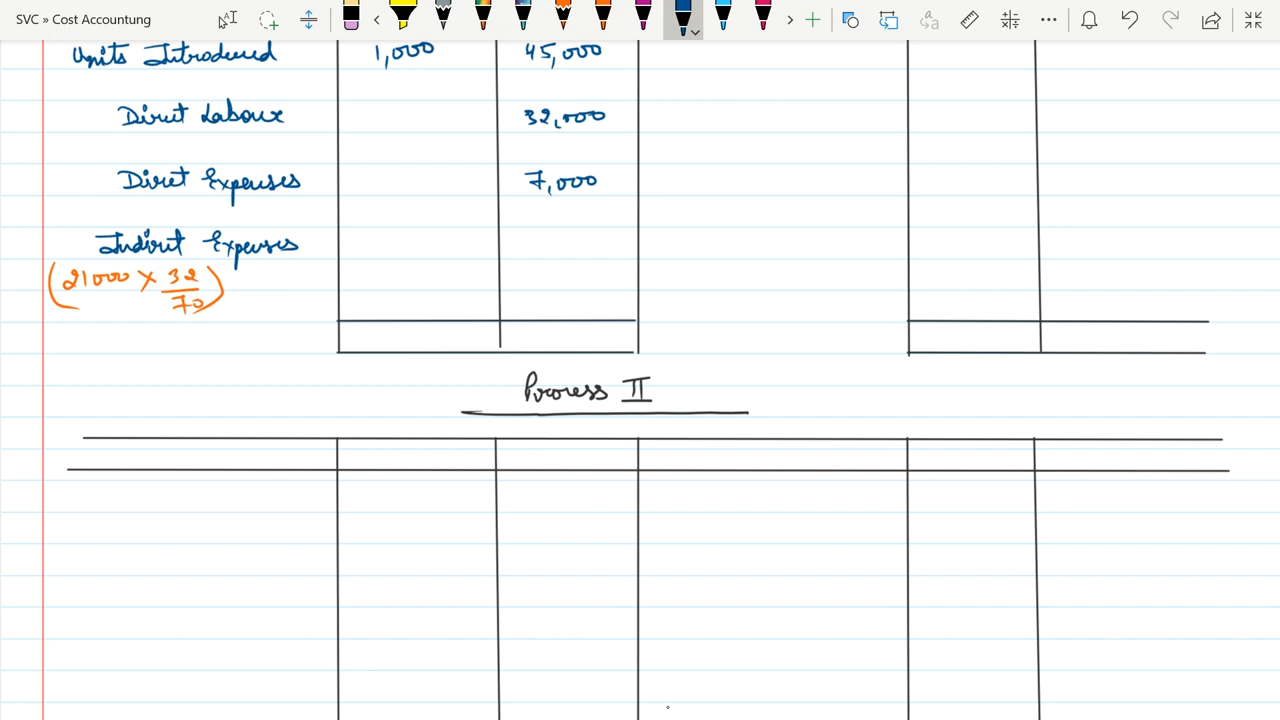 SVC » Cost Accountung
Units Introduced 1,000 45,000
Direct Labour 32,000
Diret Expenses 7,000
Indirect Expenses
(21000 × 32/70)
Process II